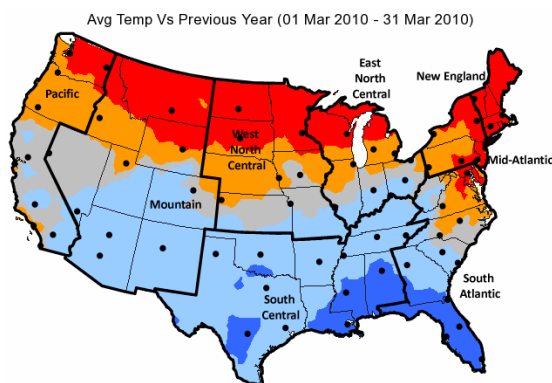 Avg Temp Vs Previous Year (01 Mar 2010 - 31 Mar 2010)
East
North
Central
New England
Pacific
West
North
Central
Mid-Atlantic
Mountain
South
Central
South
Atlantic